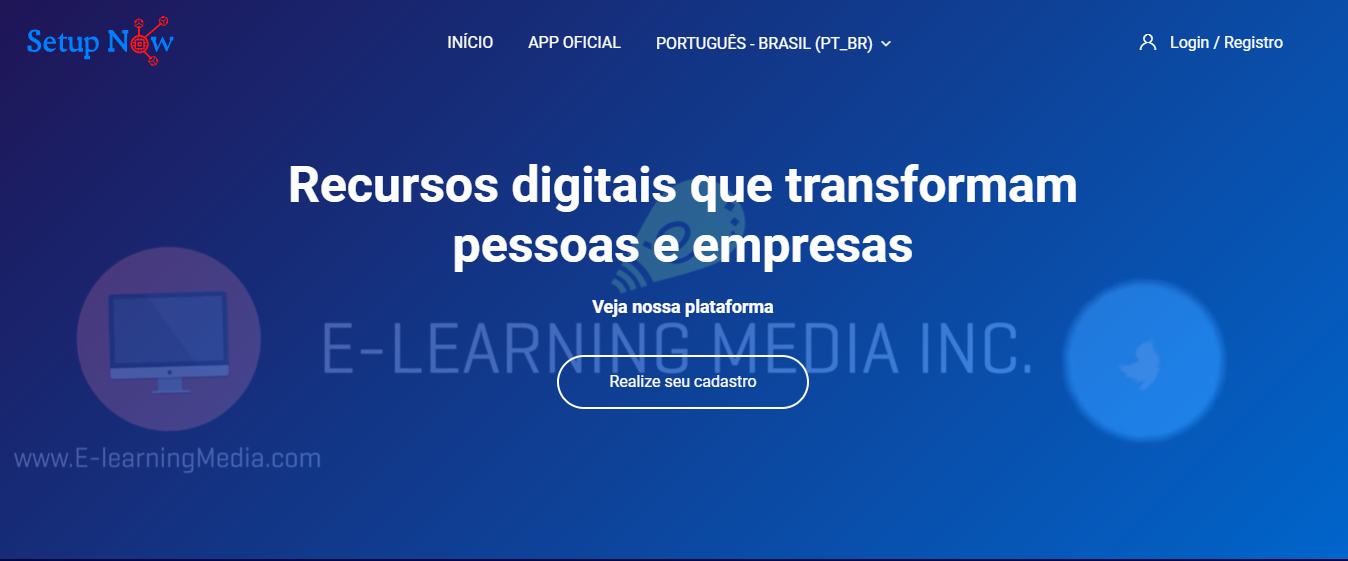 Setup Now
INÍCIO
APP OFICIAL
PORTUGUÊS - BRASIL (PT_BR)
Login / Registro
Recursos digitais que transformam
pessoas e empresas
Veja nossa plataforma
E-LEARNING MEDIA INC.
Realize seu cadastro
www.E-learningMedia.com